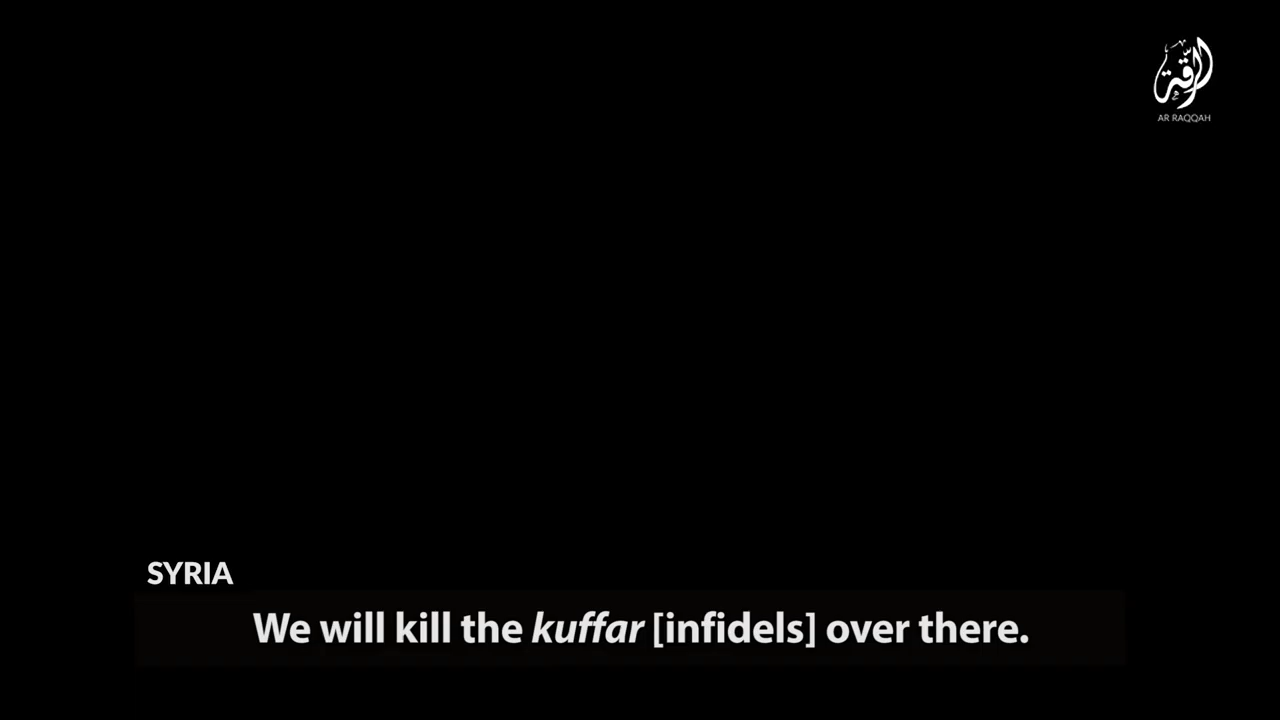 الرقة
AR RAQQAH
SYRIA
We will kill the kuffar [infidels] over there.